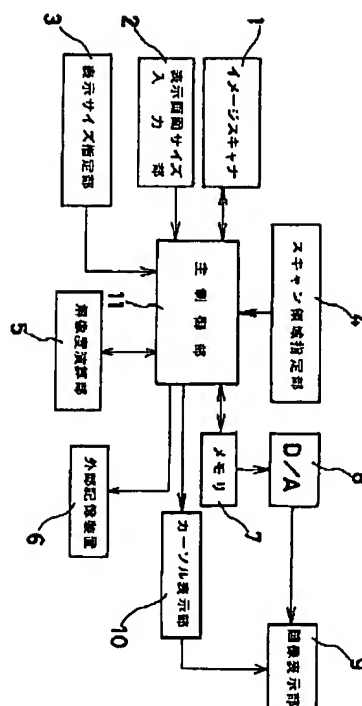 1
イメージスキャナ
2
表示画面サイズ
入力部
3
表示サイズ指定部
4
スキャン領域指定部
主制御部
11
5
解像度演算部
6
外部記憶装置
メモリ
7
D/A
8
画像表示部
9
カーソル表示部
10